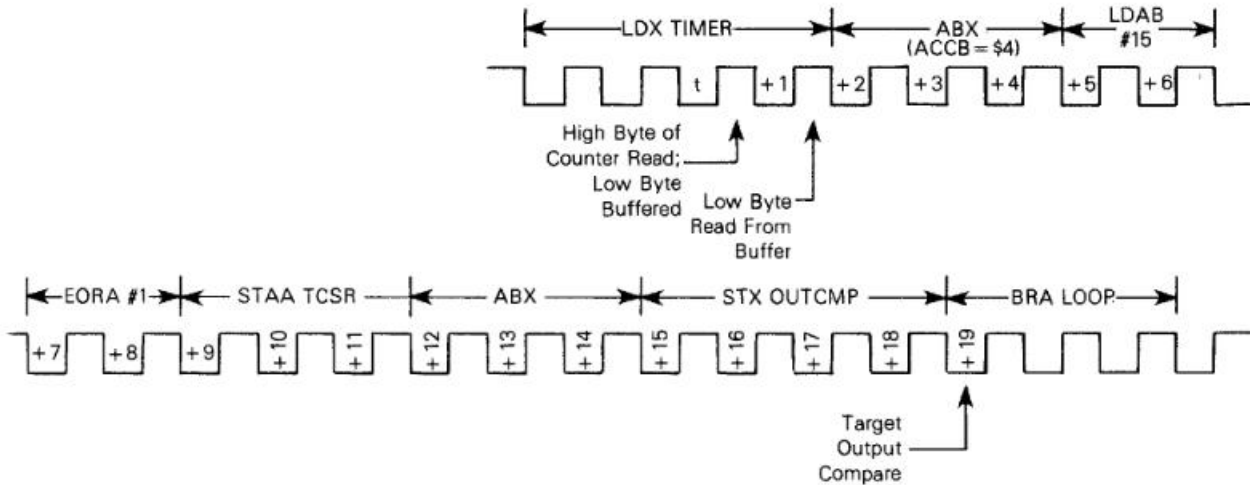 LDX TIMER
ABX
(ACCB = $4)
LDAB
#15
t
+1
+2
+3
+4
+5
+6
High Byte of
Counter Read;
Low Byte
Buffered
Low Byte
Read From
Buffer
EORA #1
STAA TCSR
ABX
STX OUTCMP
BRA LOOP
+7
+8
+9
+10
+11
+12
+13
+14
+15
+16
+17
+18
+19
Target
Output
Compare